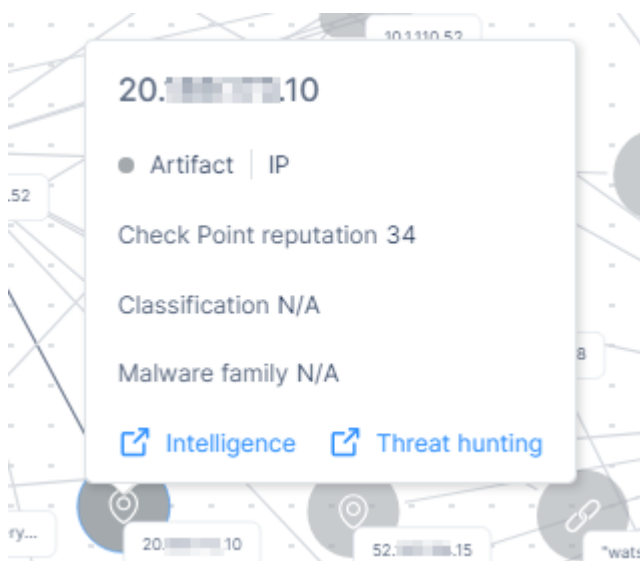 10.1.110.52
20. .10
Artifact IP
.52
Check Point reputation 34
Classification N/A
8
Malware family N/A
Intelligence Threat hunting
ry...
20. 10
52. .15
"wats